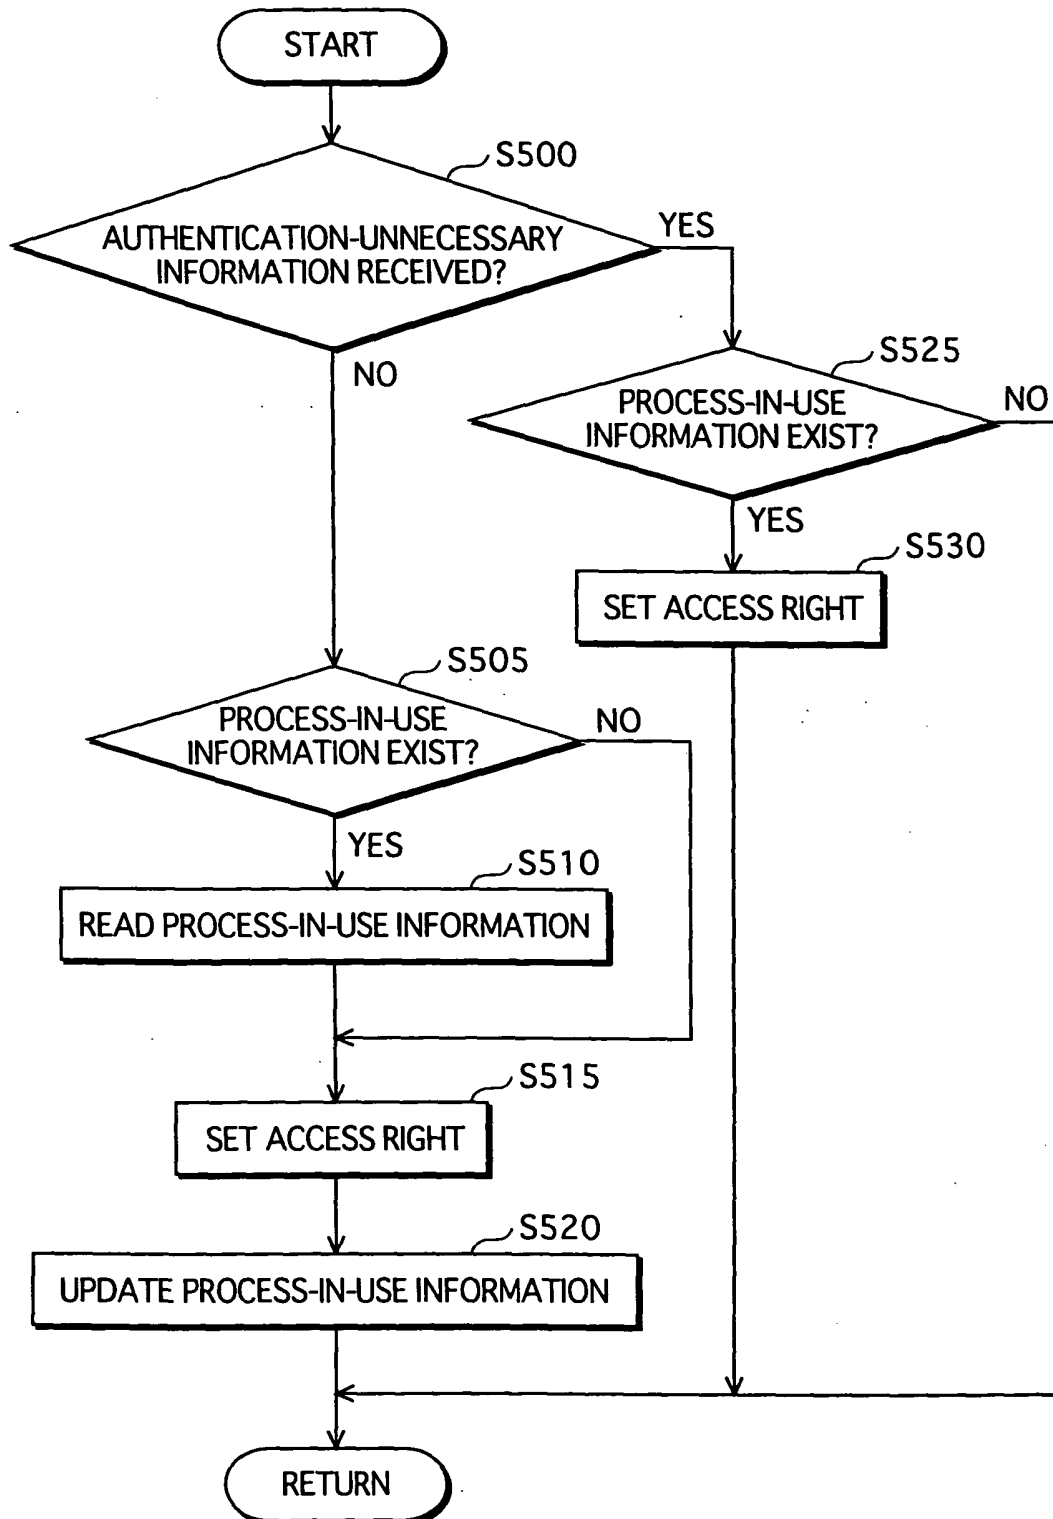 START
S500
AUTHENTICATION-UNNECESSARY
INFORMATION RECEIVED?
YES
NO
S525
PROCESS-IN-USE
INFORMATION EXIST?
NO
YES
S530
SET ACCESS RIGHT
S505
PROCESS-IN-USE
INFORMATION EXIST?
NO
YES
S510
READ PROCESS-IN-USE INFORMATION
S515
SET ACCESS RIGHT
S520
UPDATE PROCESS-IN-USE INFORMATION
RETURN